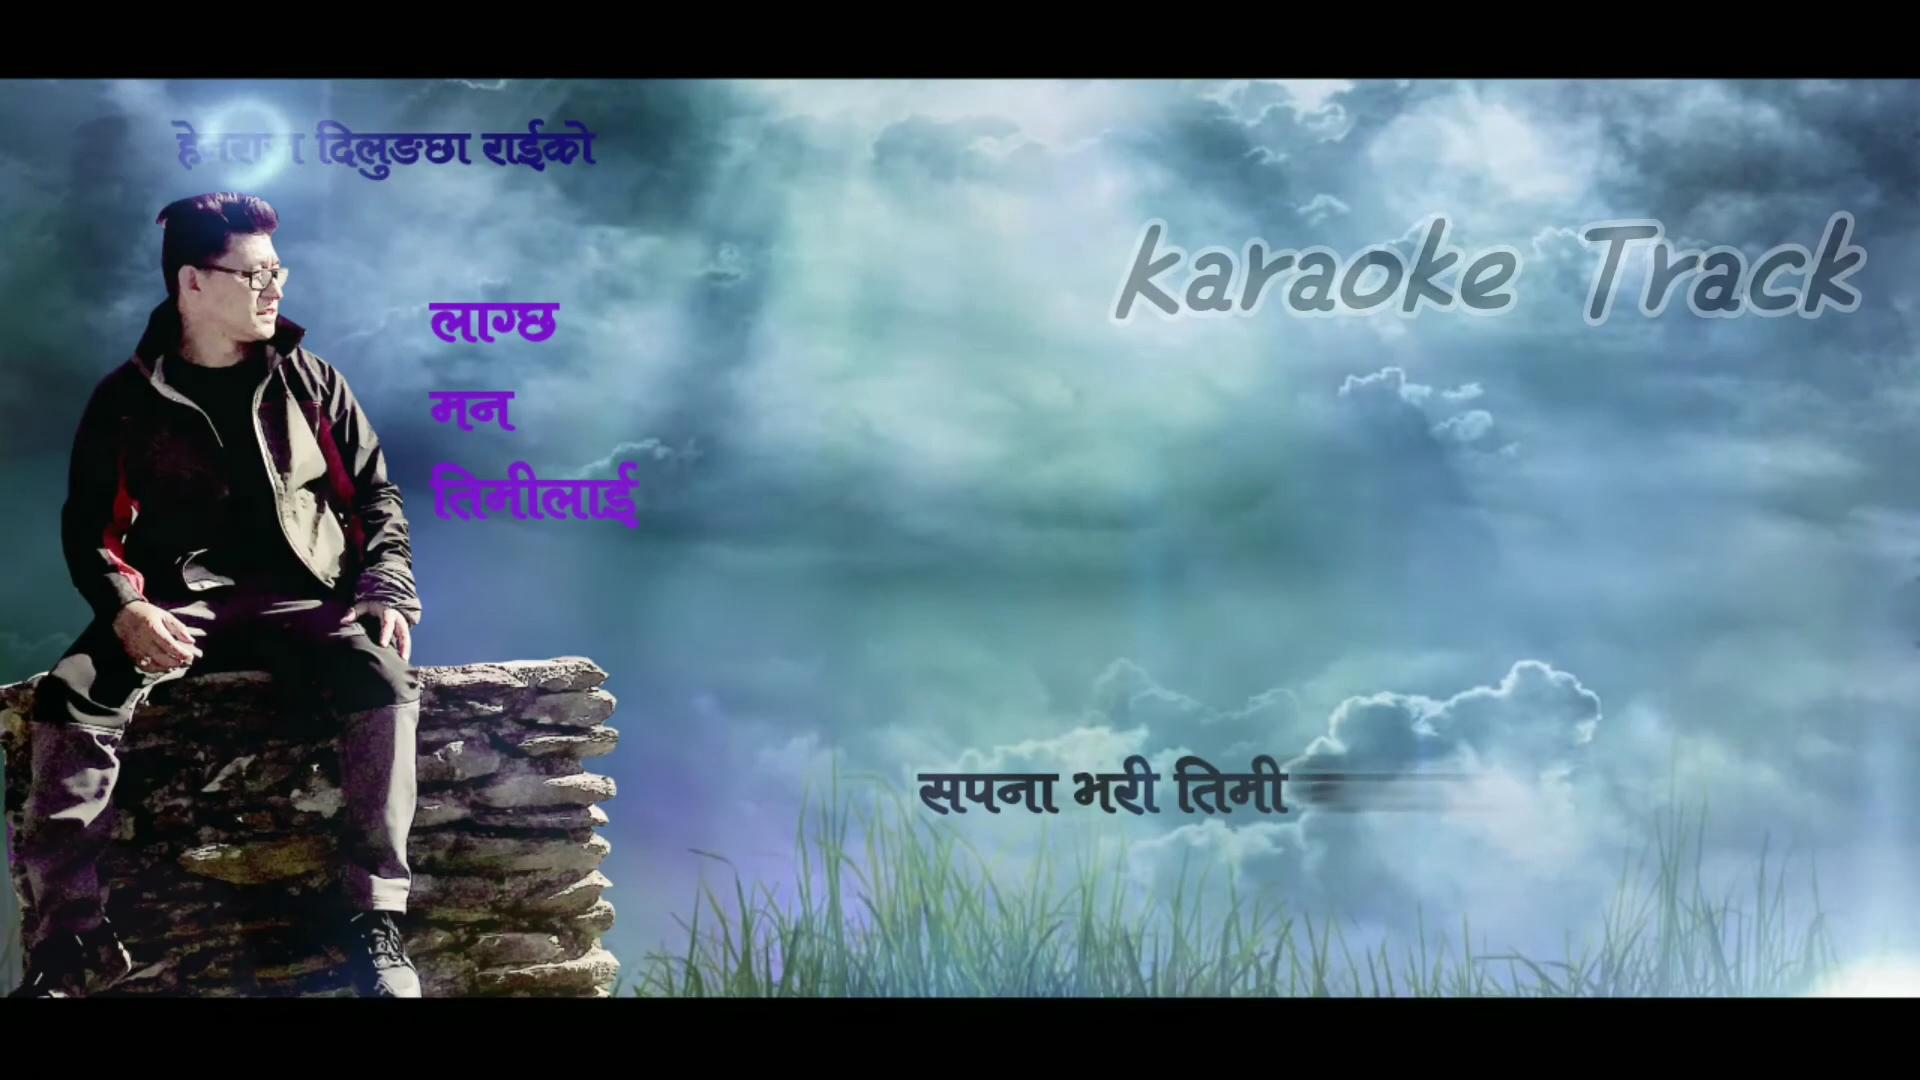 दिलुङछा राईको
karaoke Track
लाग्छ
मन
तिमीलाई
सपना भरी तिमी